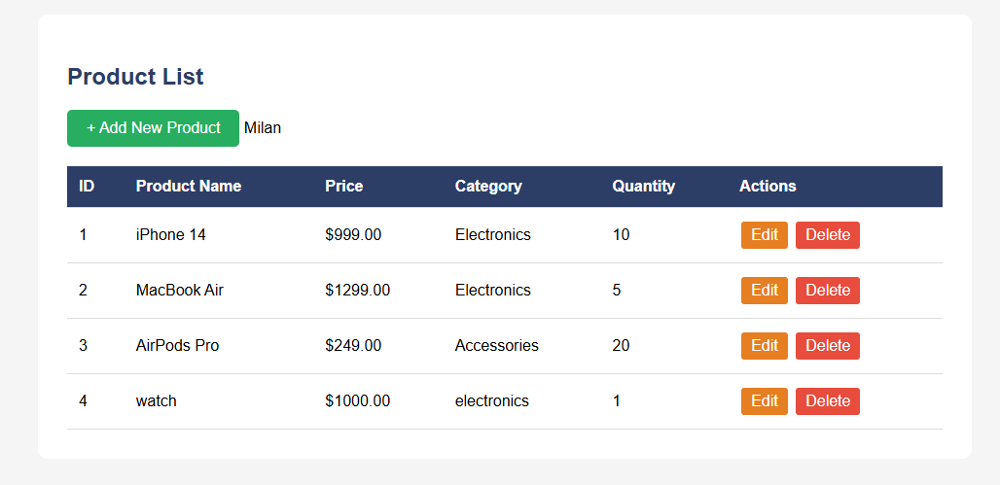 Product List
+ Add New Product Milan
ID Product Name Price Category Quantity Actions
1 iPhone 14 $999.00 Electronics 10 Edit Delete
2 MacBook Air $1299.00 Electronics 5 Edit Delete
3 AirPods Pro $249.00 Accessories 20 Edit Delete
4 watch $1000.00 electronics 1 Edit Delete